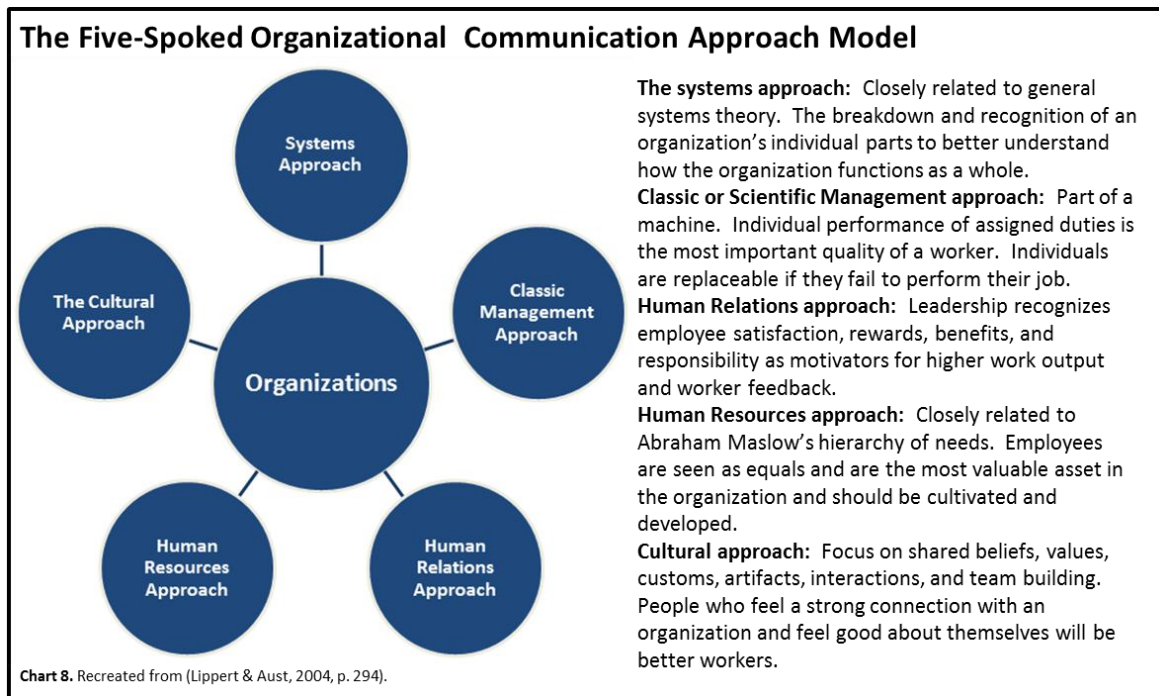 The Five-Spoked Organizational  Communication Approach Model
Systems
Approach
Classic
Management
Approach
Human
Relations
Approach
Human
Resources
Approach
The Cultural
Approach
Organizations
The systems approach:  Closely related to general
systems theory.  The breakdown and recognition of an
organization's individual parts to better understand
how the organization functions as a whole.
Classic or Scientific Management approach:  Part of a
machine.  Individual performance of assigned duties is
the most important quality of a worker.  Individuals
are replaceable if they fail to perform their job.
Human Relations approach:  Leadership recognizes
employee satisfaction, rewards, benefits, and
responsibility as motivators for higher work output
and worker feedback.
Human Resources approach:  Closely related to
Abraham Maslow's hierarchy of needs.  Employees
are seen as equals and are the most valuable asset in
the organization and should be cultivated and
developed.
Cultural approach:  Focus on shared beliefs, values,
customs, artifacts, interactions, and team building.
People who feel a strong connection with an
organization and feel good about themselves will be
better workers.
Chart 8. Recreated from (Lippert & Aust, 2004, p. 294).